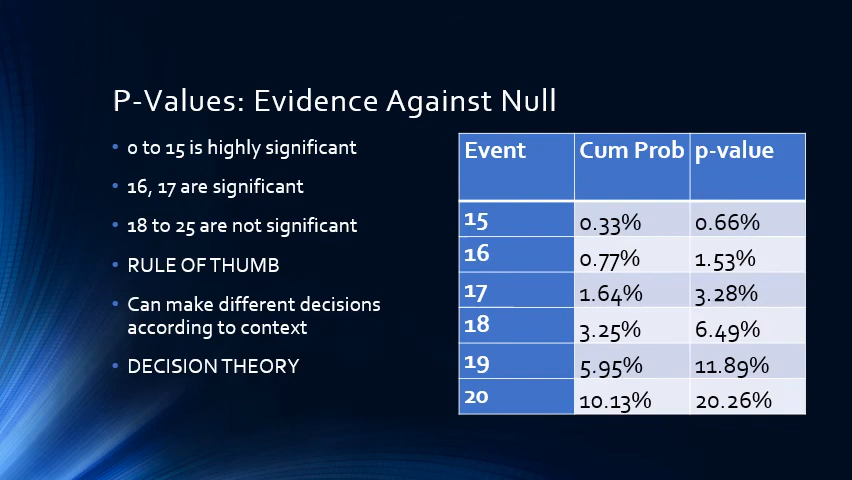 P-Values: Evidence Against Null
• 0 to 15 is highly significant
• 16, 17 are significant
• 18 to 25 are not significant
• RULE OF THUMB
• Can make different decisions
according to context
• DECISION THEORY
Event Cum Prob p-value
15 0.33% 0.66%
16 0.77% 1.53%
17 1.64% 3.28%
18 3.25% 6.49%
19 5.95% 11.89%
20 10.13% 20.26%